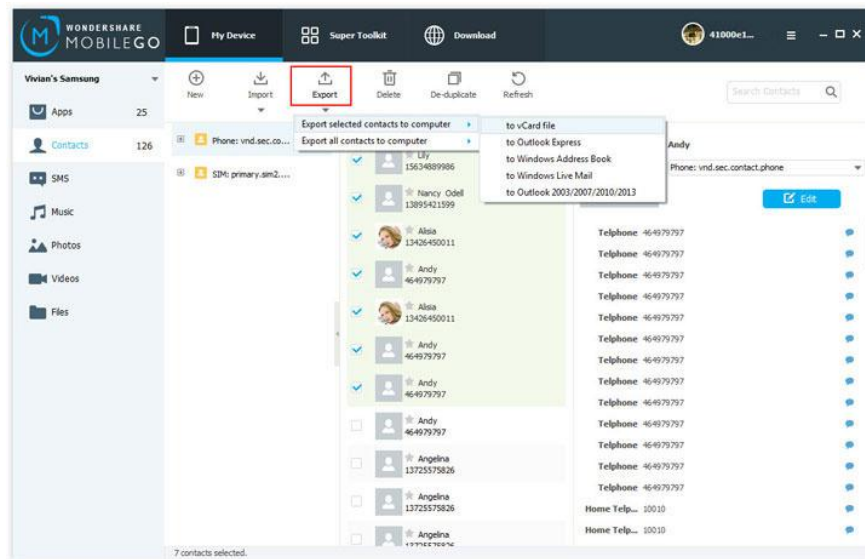 WONDERSHARE
MOBILEGO
My Device
Super Toolkit
Download
41000e1...
Vivian's Samsung
New
Import
Export
Delete
De-duplicate
Refresh
Search Contacts
Apps 25
Contacts 126
SMS
Music
Photos
Videos
Files
Export selected contacts to computer
Export all contacts to computer
to vCard file
to Outlook Express
to Windows Address Book
to Windows Live Mail
to Outlook 2003/2007/2010/2013
Phone: vnd.sec.co...
SIM: primary.sim2....
Lily
15634889986
Nancy Odell
13895421599
Alisia
13426450011
Andy
464979797
Alisia
13426450011
Andy
464979797
Andy
464979797
Andy
464979797
Angelina
13725575826
Angelina
13725575826
Angelina
13725575826
Andy
Phone: vnd.sec.contact.phone
Edit
Telphone 464979797
Telphone 464979797
Telphone 464979797
Telphone 464979797
Telphone 464979797
Telphone 464979797
Telphone 464979797
Telphone 464979797
Telphone 464979797
Telphone 464979797
Telphone 464979797
Telphone 464979797
Telphone 464979797
Home Telp... 10010
Home Telp... 10010
7 contacts selected.